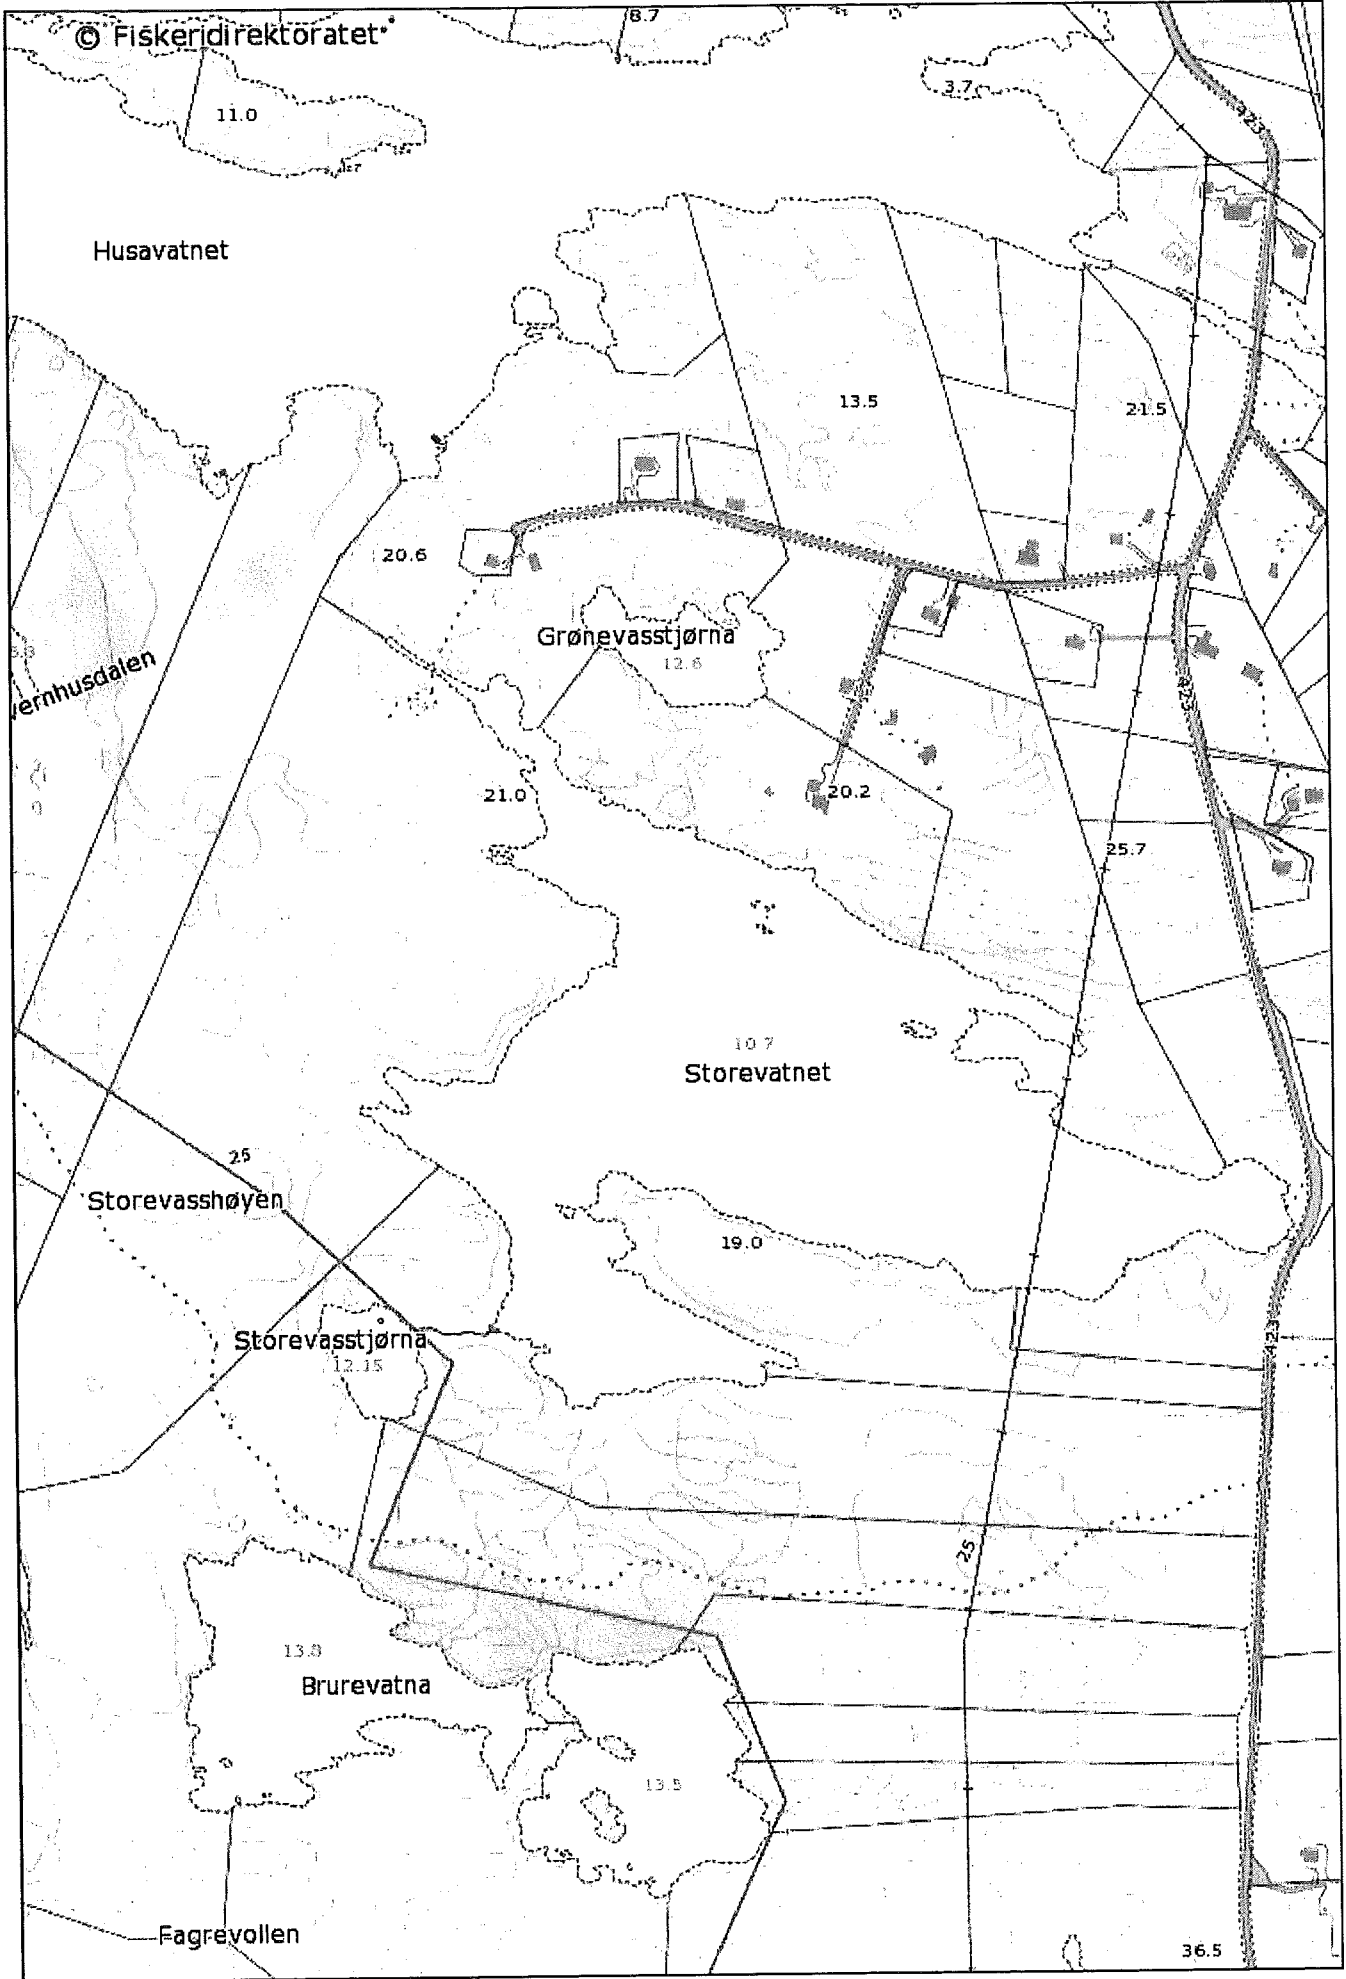 8.7
© Fiskeridirektoratet
3.7
11.0
423
Husavatnet
13.5
21.5
20.6
Grønevasstjørna
12.6
vernhusdalen
423
21.0
20.2
25.7
10.7
Storevatnet
25
Storevasshøyen
19.0
Storevasstjørna
12.15
423
25
13.8
Brurevatna
13.5
Fagrevollen
36.5